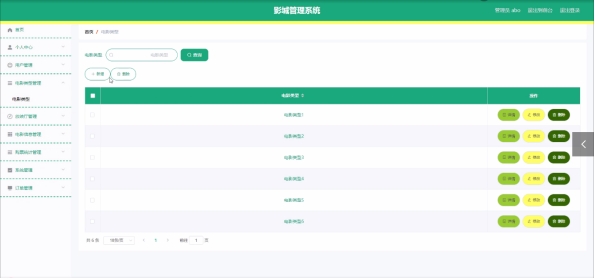 影城管理系统
管理员 abo 退出到前台 退出登录
首页
首页 / 电影类型
个人中心
用户管理
电影类型管理
电影类型
放映厅管理
电影信息管理
系统管理
订单管理
电影类型 电影类型 查询
新增 删除
电影类型 操作
电影类型1 详情 修改 删除
电影类型2 详情 修改 删除
电影类型3 详情 修改 删除
电影类型4 详情 修改 删除
电影类型5 详情 修改 删除
电影类型6 详情 修改 删除
共 6 条 10条/页 1 前往 1 页